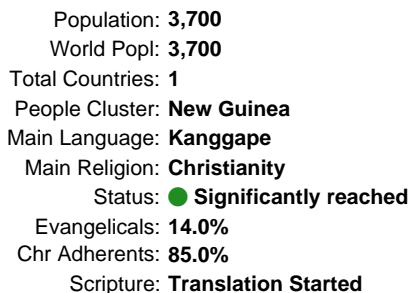 Population: 3,700
World Popl: 3,700
Total Countries: 1
People Cluster: New Guinea
Main Language: Kanggape
Main Religion: Christianity
Status: Significantly reached
Evangelicals: 14.0%
Chr Adherents: 85.0%
Scripture: Translation Started